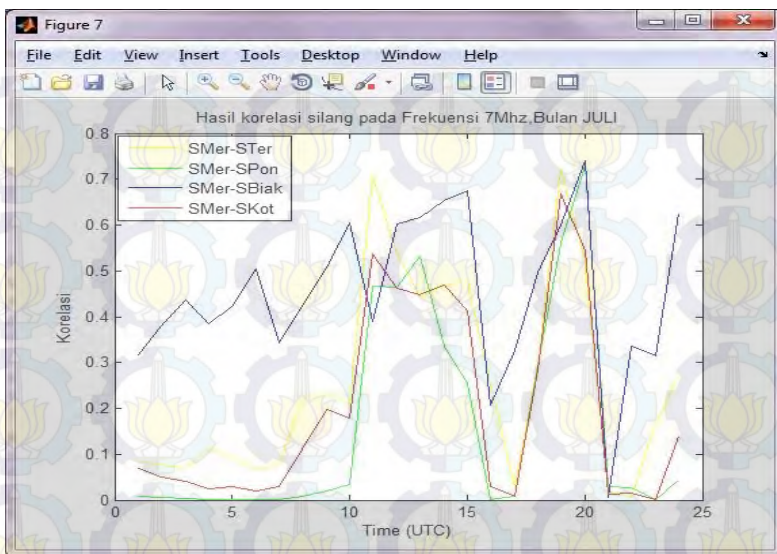 Figure 7
File Edit View Insert Tools Desktop Window Help
Hasil korelasi silang pada Frekuensi 7Mhz,Bulan JULI
SMer-STer
SMer-SPon
SMer-SBiak
SMer-SKot
Korelasi
0.8
0.7
0.6
0.5
0.4
0.3
0.2
0.1
0
0 5 10 15 20 25
Time (UTC)